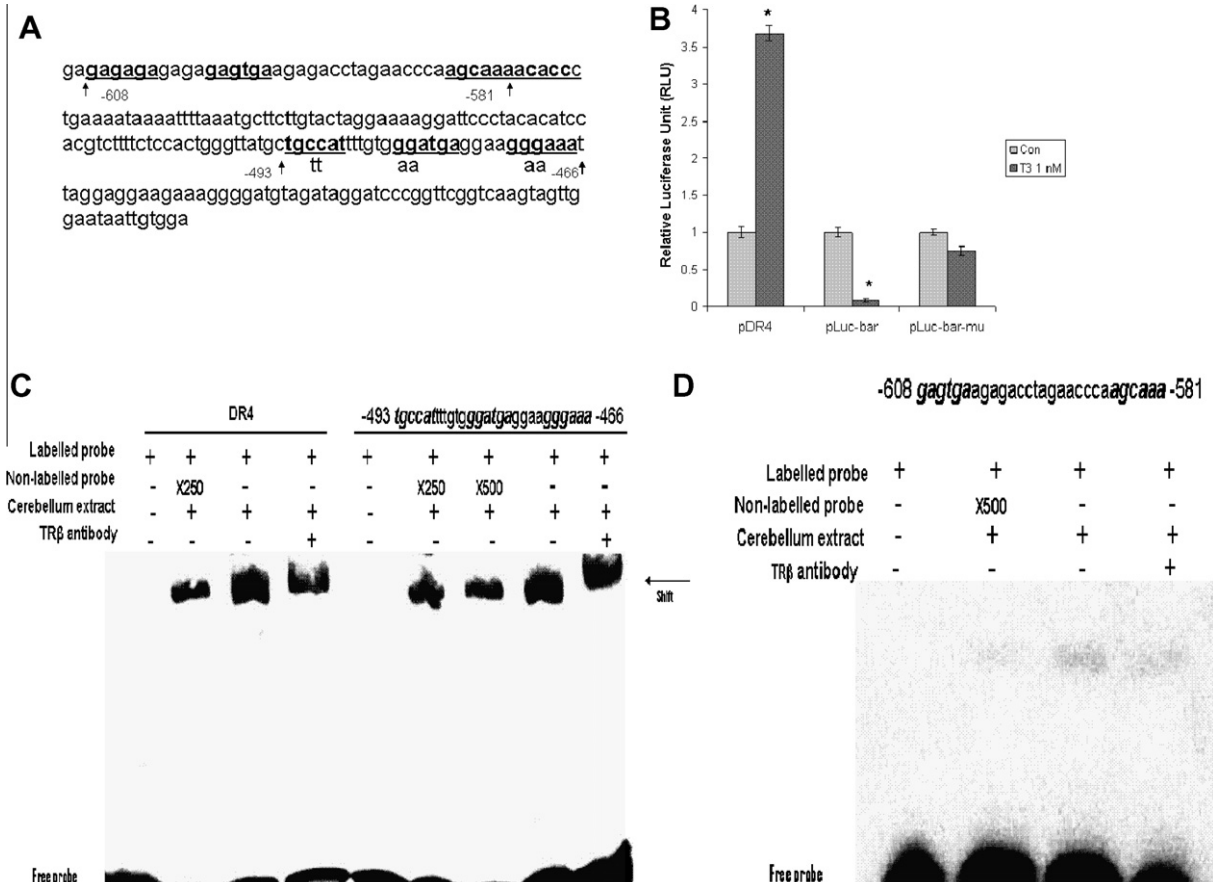 A
gagagagagagagagtgaagagacctagaacccaagcaaaacaccc
-608
-581
tgaaaataaaattttaaatgcttcttgtactaggaaaaggattccctacacatcc
acgtcttttctccactgggttatgctgccattttgtgggatgaggaagggaaat
tt aa aa
-493 -466
taggaggaagaaaggggatgtagataggatcccggttcggtcaagtagttg
gaataattgtgga
B
Relative Luciferase Unit (RLU)
4
3.5
3
2.5
2
1.5
1
0.5
0
*
*
pDR4 pLuc-bar pLuc-bar-mu
Con
T3 1 nM
C
DR4
-493 tgccattttgtgggatgaggaagggaaa -466
Labelled probe + + + + + + + + +
Non-labelled probe - X250 - - - X250 X500 - -
Cerebellum extract - + + + - + + + +
TRβ antibody - - - + - - - - +
Shift
Free probe
D
-608 gagtgaagagacctagaacccaagcaaa -581
Labelled probe + + + +
Non-labelled probe - X500 - -
Cerebellum extract - + + +
TRβ antibody - - - +
Free probe